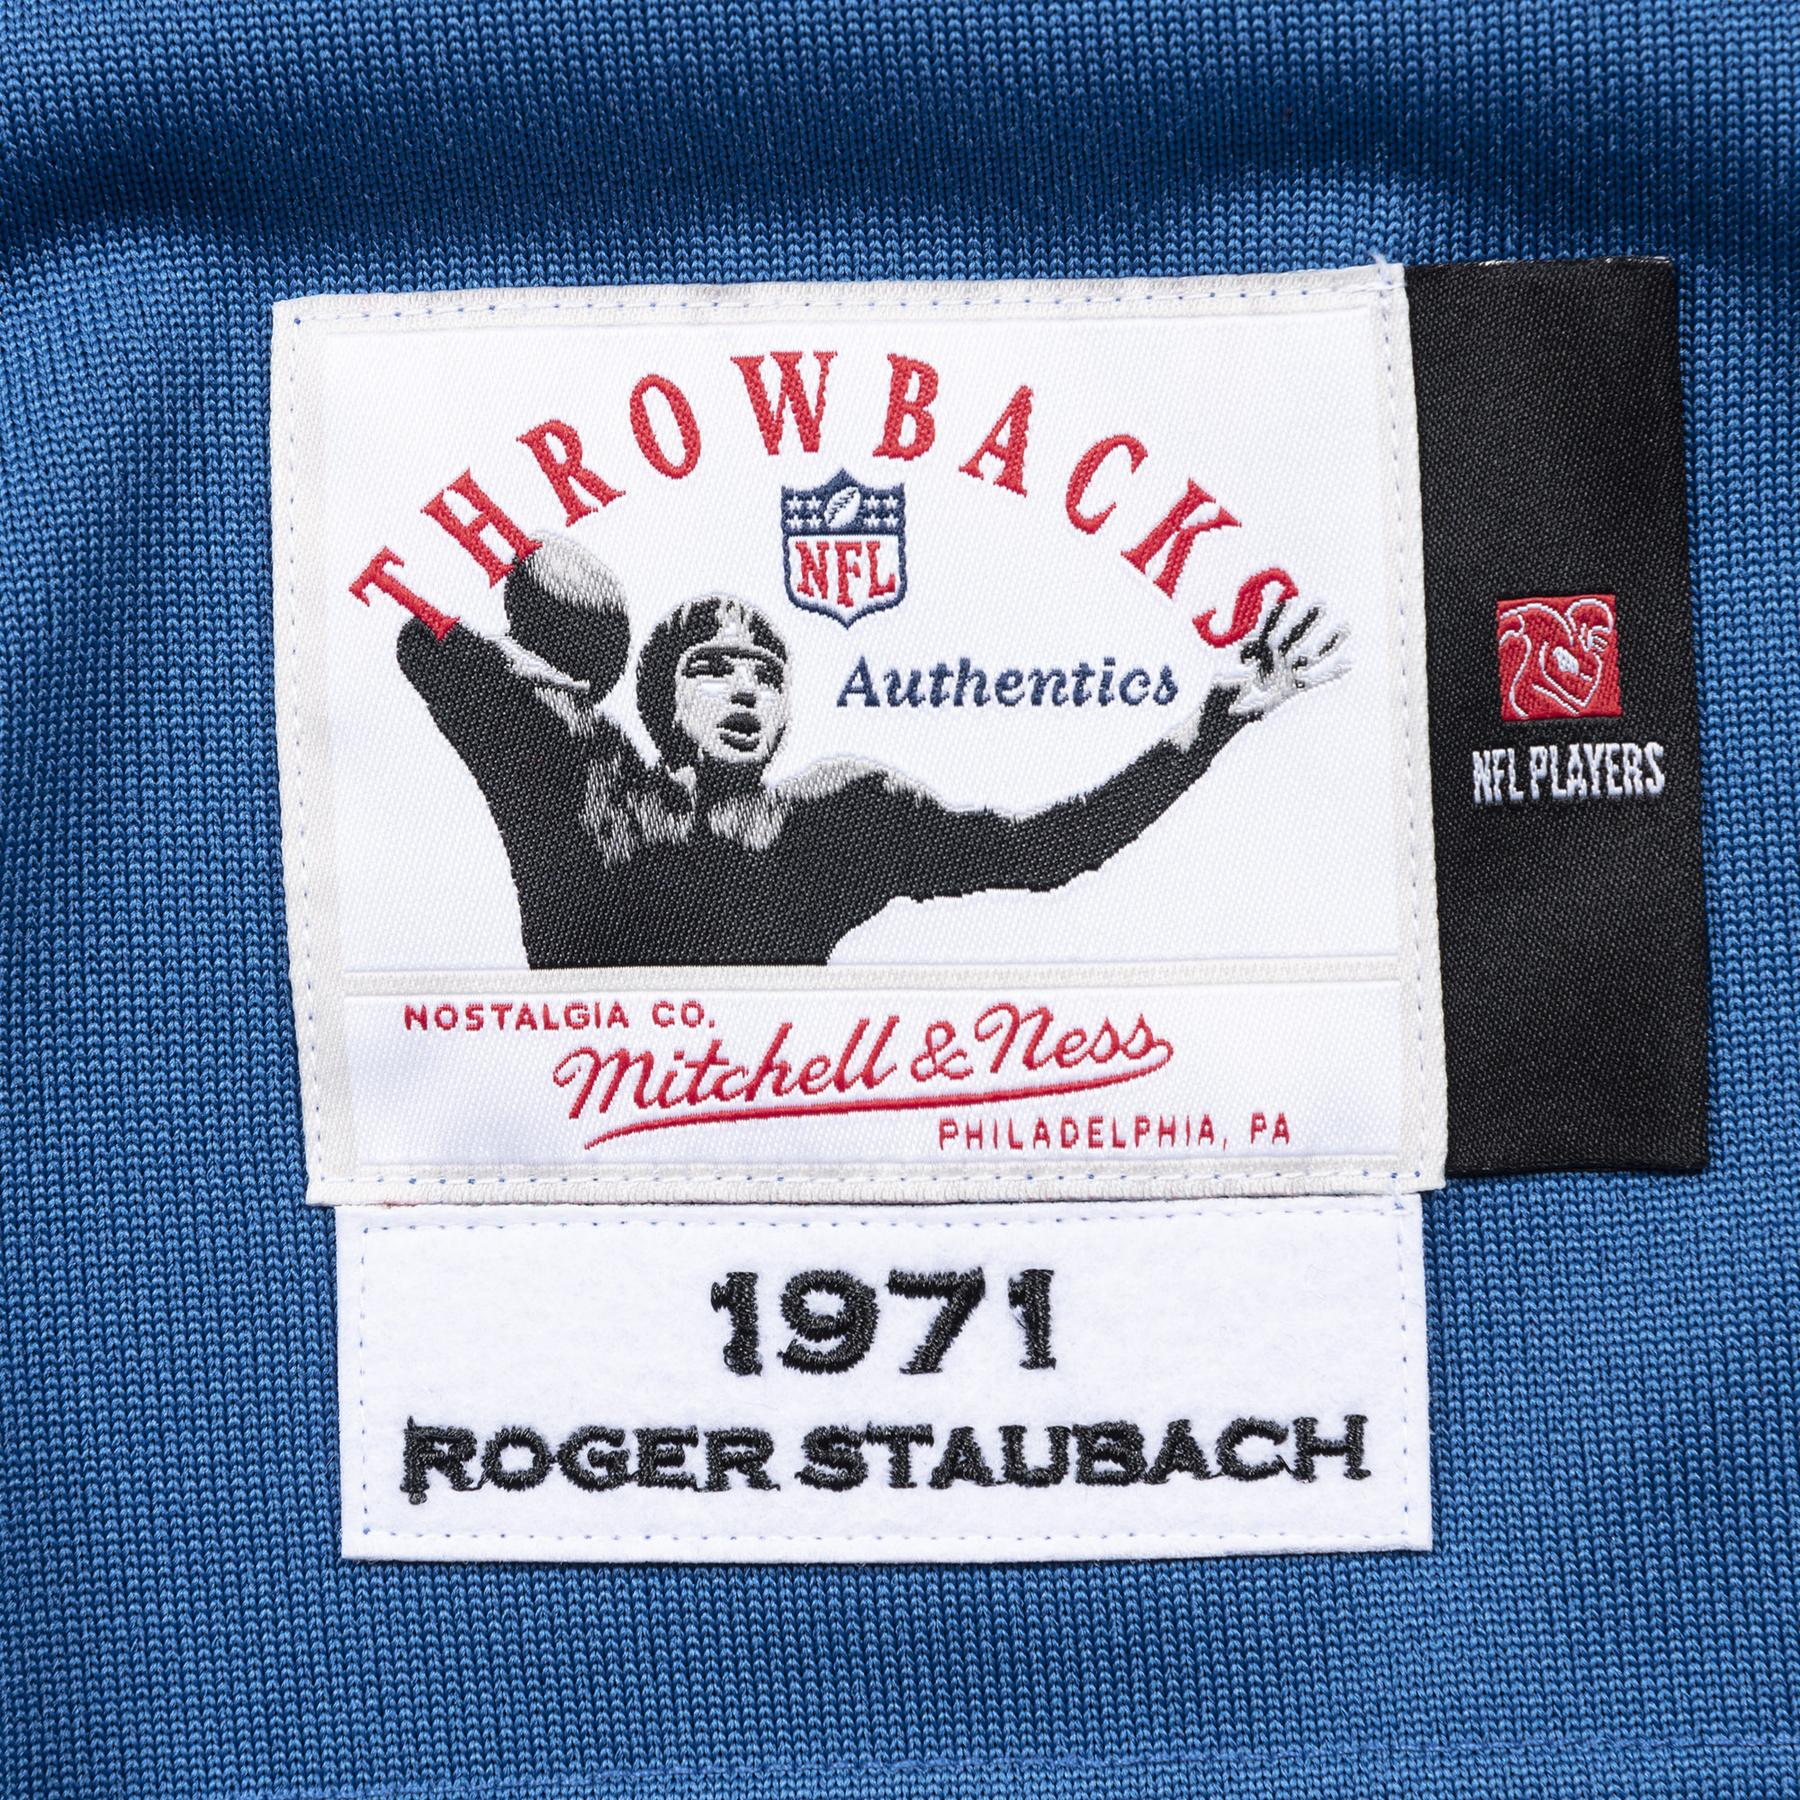 THROWBACKS
NFL
Authentics
NFL PLAYERS
NOSTALGIA CO.
Mitchell & Ness
PHILADELPHIA, PA
1971
ROGER STAUBACH